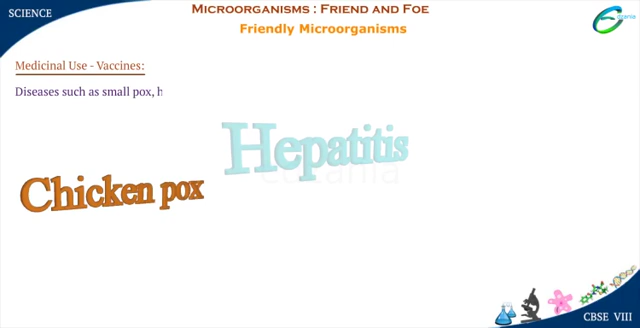 SCIENCE
MICROORGANISMS : FRIEND AND FOE
Friendly Microorganisms
Medicinal Use - Vaccines:
Diseases such as small pox, h
Hepatitis
Chicken pox
CBSE VIII